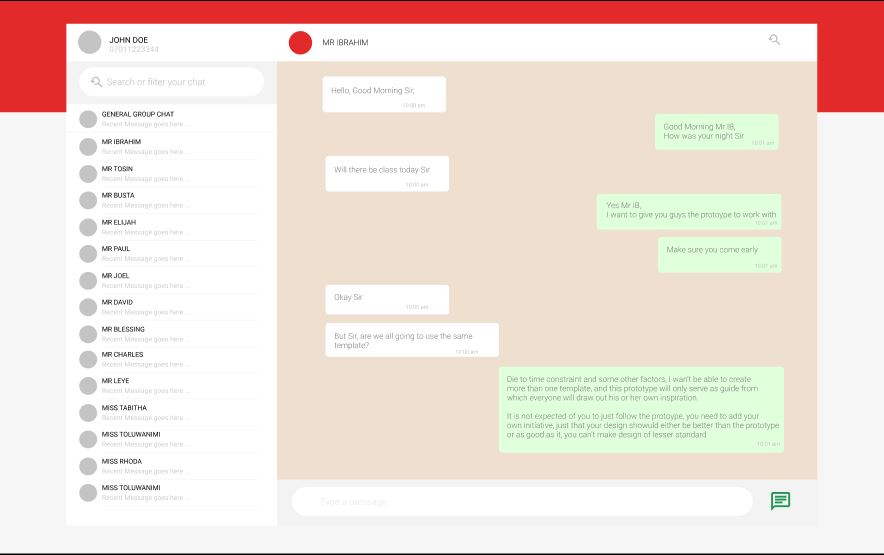 JOHN DOE
07011223344
Search or filter your chat
GENERAL GROUP CHAT
Recent Message goes here ...
MR IBRAHIM
Recent Message goes here ...
MR TOSIN
Recent Message goes here ...
MR BUSTA
Recent Message goes here ...
MR ELIJAH
Recent Message goes here ...
MR PAUL
Recent Message goes here ...
MR JOEL
Recent Message goes here ...
MR DAVID
Recent Message goes here ...
MR BLESSING
Recent Message goes here ...
MR CHARLES
Recent Message goes here ...
MR LEYE
Recent Message goes here ...
MISS TABITHA
Recent Message goes here ...
MISS TOLUWANIMI
Recent Message goes here ...
MISS RHODA
Recent Message goes here ...
MISS TOLUWANIMI
Recent Message goes here ...
MR IBRAHIM
Hello, Good Morning Sir,
10:00 am
Good Morning Mr IB,
How was your night Sir
10:01 am
Will there be class today Sir
10:00 am
Yes Mr IB,
I want to give you guys the protoype to work with
10:01 am
Make sure you come early
10:01 am
Okay Sir
10:00 am
But Sir, are we all going to use the same
template?
10:00 am
Die to time constraint and some other factors, I wan't be able to create
more than one template, and this prototype will only serve as guide from
which everyone will draw out his or her own inspiration.
It is not expected of you to just follow the protoype, you need to add your
own initiative, just that your design showuld either be better than the prototype
or as good as it, you can't make design of lesser standard
10:01 am
Type a message